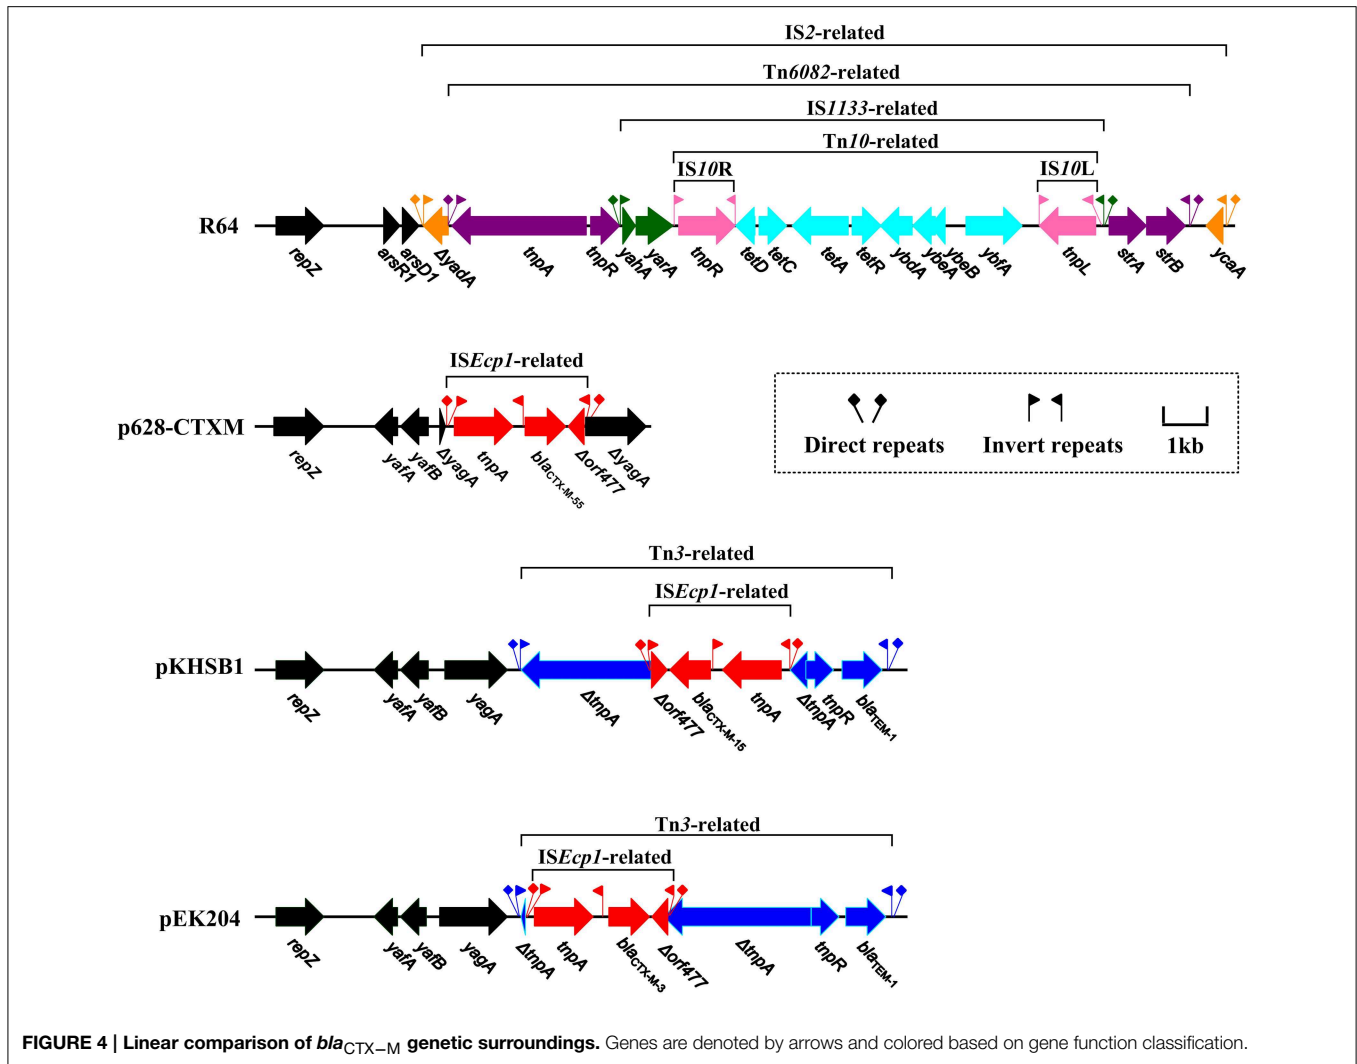 IS2-related
Tn6082-related
IS1133-related
Tn10-related
IS10R IS10L
R64
repZ arsR1 arsD1 ΔyadA tnpA tnpR yahA yarA tnpR tetD tetC tetA tetR ybdA ybeA ybeB ybfA tnpL strA strB ycaA
ISEcp1-related
p628-CTXM
repZ yafA yafB ΔyagA tnpA blaCTX-M-55 Δorf477 ΔyagA
Direct repeats Invert repeats 1kb
Tn3-related
ISEcp1-related
pKHSB1
repZ yafA yafB yagA ΔtnpA Δorf477 blaCTX-M-15 tnpA ΔtnpA tnpR blaTEM-1
Tn3-related
ISEcp1-related
pEK204
repZ yafA yafB yagA ΔtnpA tnpA blaCTX-M-3 Δorf477 ΔtnpA tnpR blaTEM-1
FIGURE 4 | Linear comparison of blaCTX–M genetic surroundings. Genes are denoted by arrows and colored based on gene function classification.